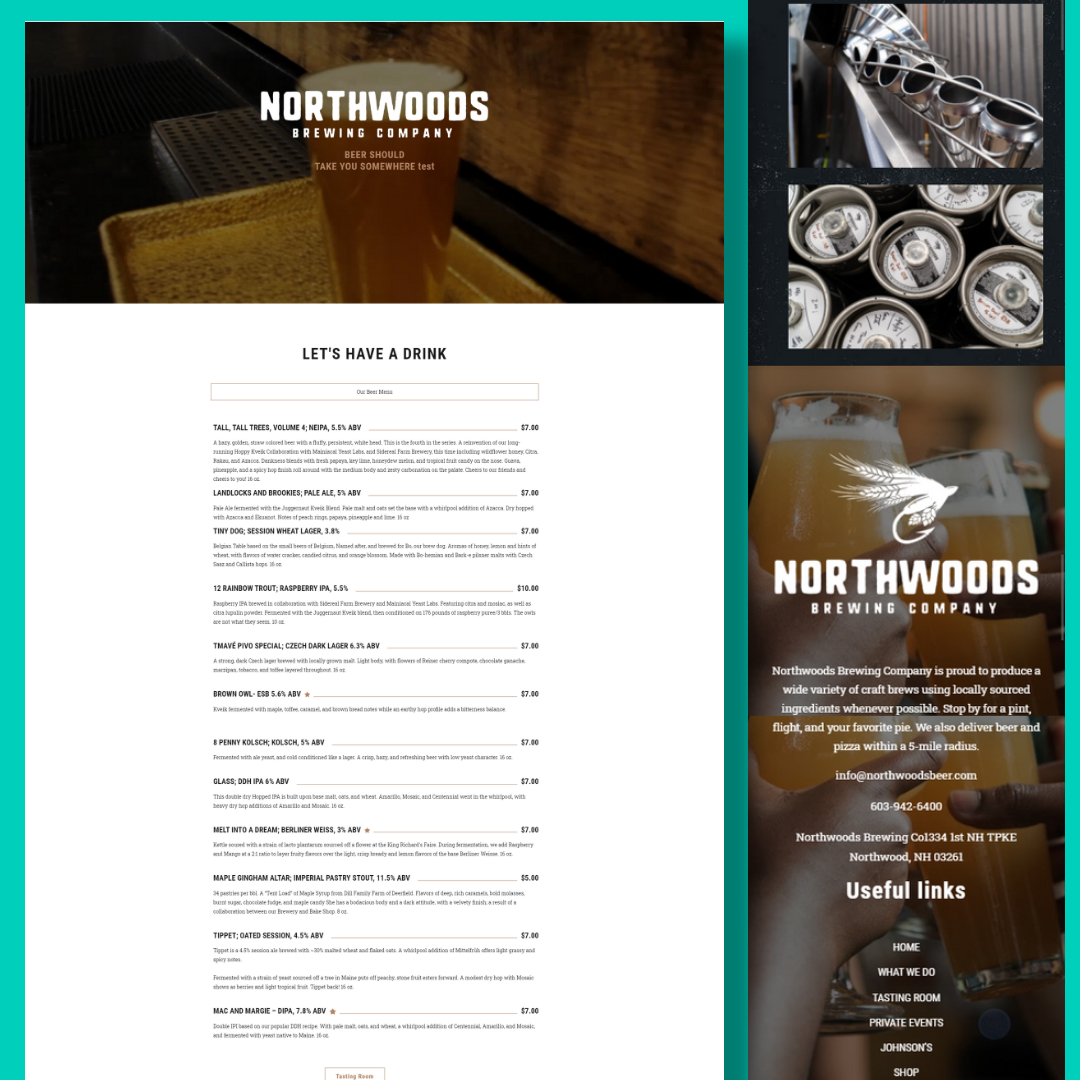 NORTHWOODS
BREWING COMPANY
BEER SHOULD
TAKE YOU SOMEWHERE test
LET'S HAVE A DRINK
Our Beer Menu
TALL, TALL TREES, VOLUME 4; NEIPA, 5.5% ABV $7.00
A hazy, golden, straw colored beer with a fluffy, persistent, white head. This is the fourth in the series. A reinvention of our long-
running Hoppy Kveik Collaboration with Mainiacal Yeast Labs, and Sidereal Farm Brewery, this time including wildflower honey, Citra,
Rakau, and Azacca. Dankness blends with fresh papaya, key lime, honeydew melon, and tropical fruit candy on the nose. Guava,
pineapple, and a spicy hop finish roll around with the medium body and zesty carbonation on the palate. Cheers to our friends and
cheers to you! 16 oz.
LANDLOCKS AND BROOKIES; PALE ALE, 5% ABV $7.00
Pale Ale fermented with the Juggernaut Kveik Blend. Pale malt and oats set the base with a whirlpool addition of Azacca. Dry hopped
with Azacca and Ekuanot. Notes of peach rings, papaya, pineapple and lime. 16 oz
TINY DOG; SESSION WHEAT LAGER, 3.8% $7.00
Belgian Table based on the small beers of Belgium, Named after, and brewed for Bo, our brew dog. Aromas of honey, lemon and hints of
wheat, with flavors of water cracker, candied citrus, and orange blossom. Made with Bo-hemian and Bark-e pilsner malts with Czech
Saaz and Callista hops. 16 oz.
12 RAINBOW TROUT; RASPBERRY IPA, 5.5% $10.00
Raspberry IPA brewed in collaboration with Sidereal Farm Brewery and Mainiacal Yeast Labs. Featuring citra and mosiac, as well as
citra lupulin powder. Fermented with the Juggernaut Kveik blend, then conditioned on 176 pounds of raspberry puree/3 bbls. The owls
are not what they seem. 10 oz.
TMAVÉ PIVO SPECIAL; CZECH DARK LAGER 6.3% ABV $7.00
A strong, dark Czech lager brewed with locally grown malt. Light body, with flavors of Rainer cherry compote, chocolate ganache,
marzipan, tobacco, and toffee layered throughout. 16 oz.
BROWN OWL- ESB 5.6% ABV $7.00
Kveik fermented with maple, toffee, caramel, and brown bread notes while an earthy hop profile adds a bitterness balance.
8 PENNY KOLSCH; KOLSCH, 5% ABV $7.00
Fermented with ale yeast, and cold conditioned like a lager. A crisp, hazy, and refreshing beer with low yeast character. 16 oz.
GLASS; DDH IPA 6% ABV $7.00
This double dry Hopped IPA is built upon base malt, oats, and wheat. Amarillo, Mosaic, and Centennial went in the whirlpool, with
heavy dry hop additions of Amarillo and Mosaic. 16 oz.
MELT INTO A DREAM; BERLINER WEISS, 3% ABV $7.00
Kettle soured with a strain of lacto plantarum sourced off a flower at the King Richard's Faire. During fermentation, we add Raspberry
and Mango at a 2:1 ratio to layer fruity flavors over the light, crisp bready and lemon flavors of the base Berliner Weisse. 16 oz.
MAPLE GINGHAM ALTAR; IMPERIAL PASTRY STOUT, 11.5% ABV $5.00
34 pastries per bbl. A "Tent Load" of Maple Syrup from Dill Family Farm of Deerfield. Flavors of deep, rich caramels, bold molasses,
burnt sugar, chocolate fudge, and maple candy She has a bodacious body and a dark attitude, with a velvety finish; a result of a
collaboration between our Brewery and Bake Shop. 8 oz.
TIPPET; OATED SESSION, 4.5% ABV $7.00
Tippet is a 4.5% session ale brewed with ~30% malted wheat and flaked oats. A whirlpool addition of Mittelfrüh offers light grassy and
spicy notes.
Fermented with a strain of yeast sourced off a tree in Maine puts off peachy, stone fruit esters forward. A modest dry hop with Mosaic
shows as berries and light tropical fruit. Tippet back! 16 oz.
MAC AND MARGIE – DIPA, 7.8% ABV $7.00
Double IPI based on our popular DDH recipe. With pale malt, oats, and wheat, a whirlpool addition of Centennial, Amarillo, and Mosaic,
and fermented with yeast native to Maine. 16 oz.
Tasting Room
NORTHWOODS
BREWING COMPANY
Northwoods Brewing Company is proud to produce a
wide variety of craft brews using locally sourced
ingredients whenever possible. Stop by for a pint,
flight, and your favorite pie. We also deliver beer and
pizza within a 5-mile radius.
info@northwoodsbeer.com
603-942-6400
Northwoods Brewing Co1334 1st NH TPKE
Northwood, NH 03261
Useful links
HOME
WHAT WE DO
TASTING ROOM
PRIVATE EVENTS
JOHNSON'S
SHOP